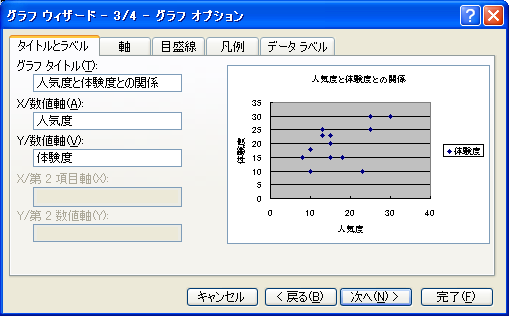 グラフ ウィザード - 3/4 - グラフ オプション
タイトルとラベル 軸 目盛線 凡例 データ ラベル
グラフ タイトル(T):
人気度と体験度との関係
X/数値軸(A):
人気度
Y/数値軸(V):
体験度
X/第 2 項目軸(X):
Y/第 2 数値軸(Y):
人気度と体験度との関係
35
30
25
20
15
10
5
0
体験度
0 10 20 30 40
人気度
体験度
キャンセル < 戻る(B) 次へ(N) > 完了(F)